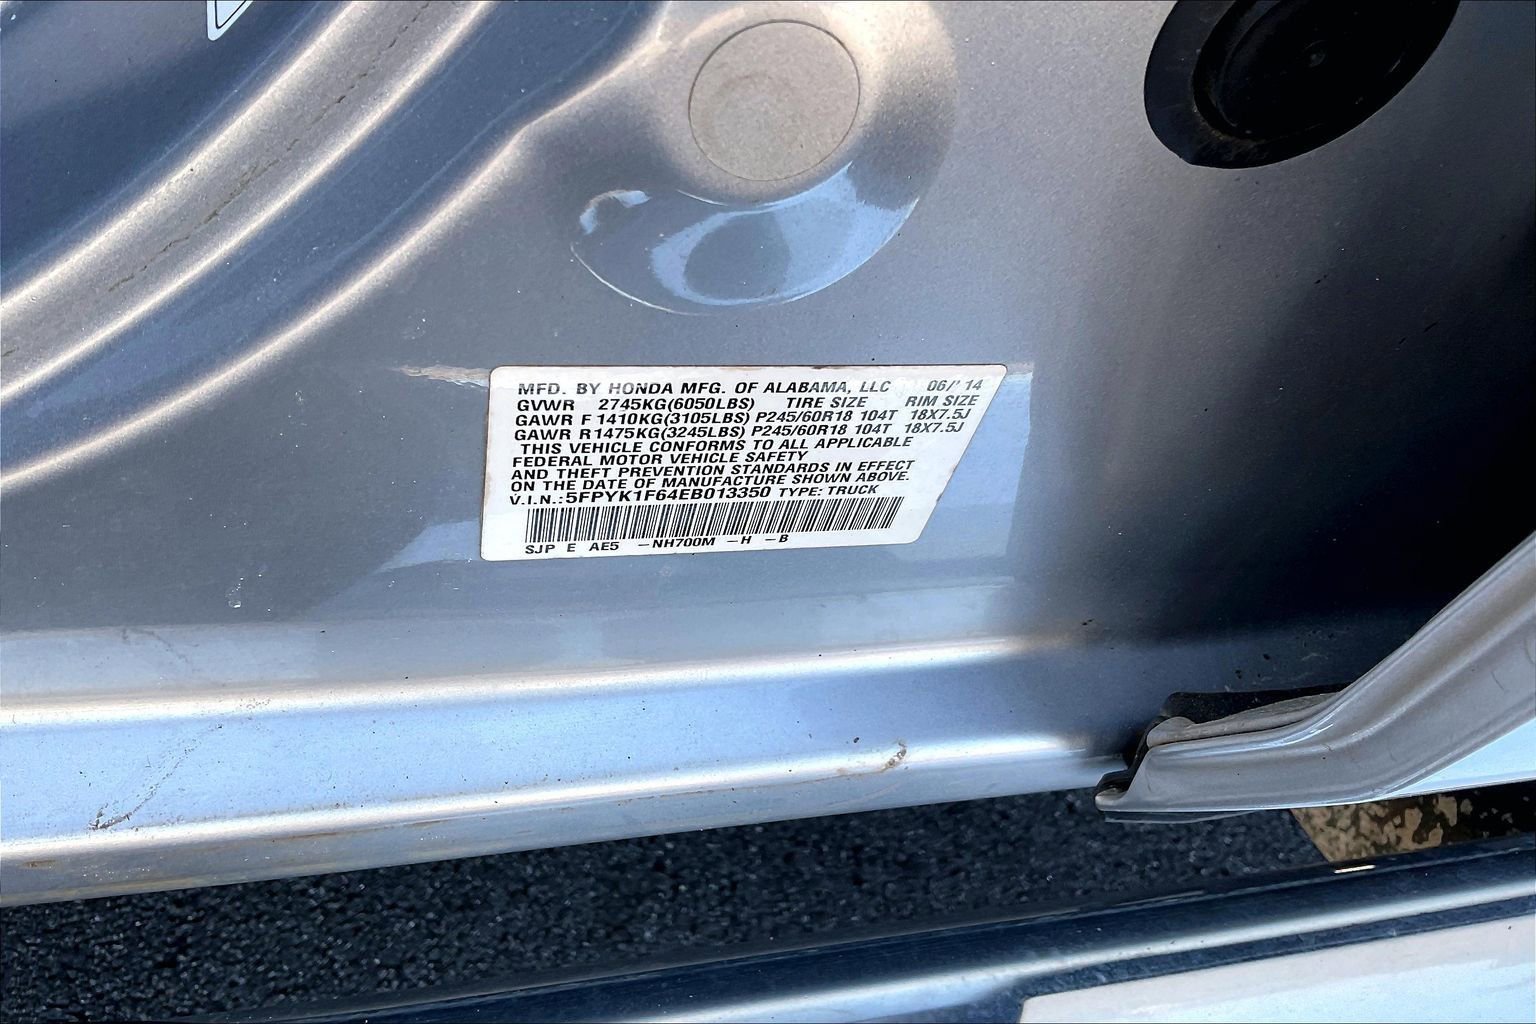 MFD. BY HONDA MFG. OF ALABAMA, LLC 06/'14
GVWR 2745KG(6050LBS) TIRE SIZE RIM SIZE
GAWR F 1410KG(3105LBS) P245/60R18 104T 18X7.5J
GAWR R 1475KG(3245LBS) P245/60R18 104T 18X7.5J
THIS VEHICLE CONFORMS TO ALL APPLICABLE
FEDERAL MOTOR VEHICLE SAFETY
AND THEFT PREVENTION STANDARDS IN EFFECT
ON THE DATE OF MANUFACTURE SHOWN ABOVE.
V.I.N.:5FPYK1F64EB013350 TYPE: TRUCK
SJP E AE5 -NH700M -H -B